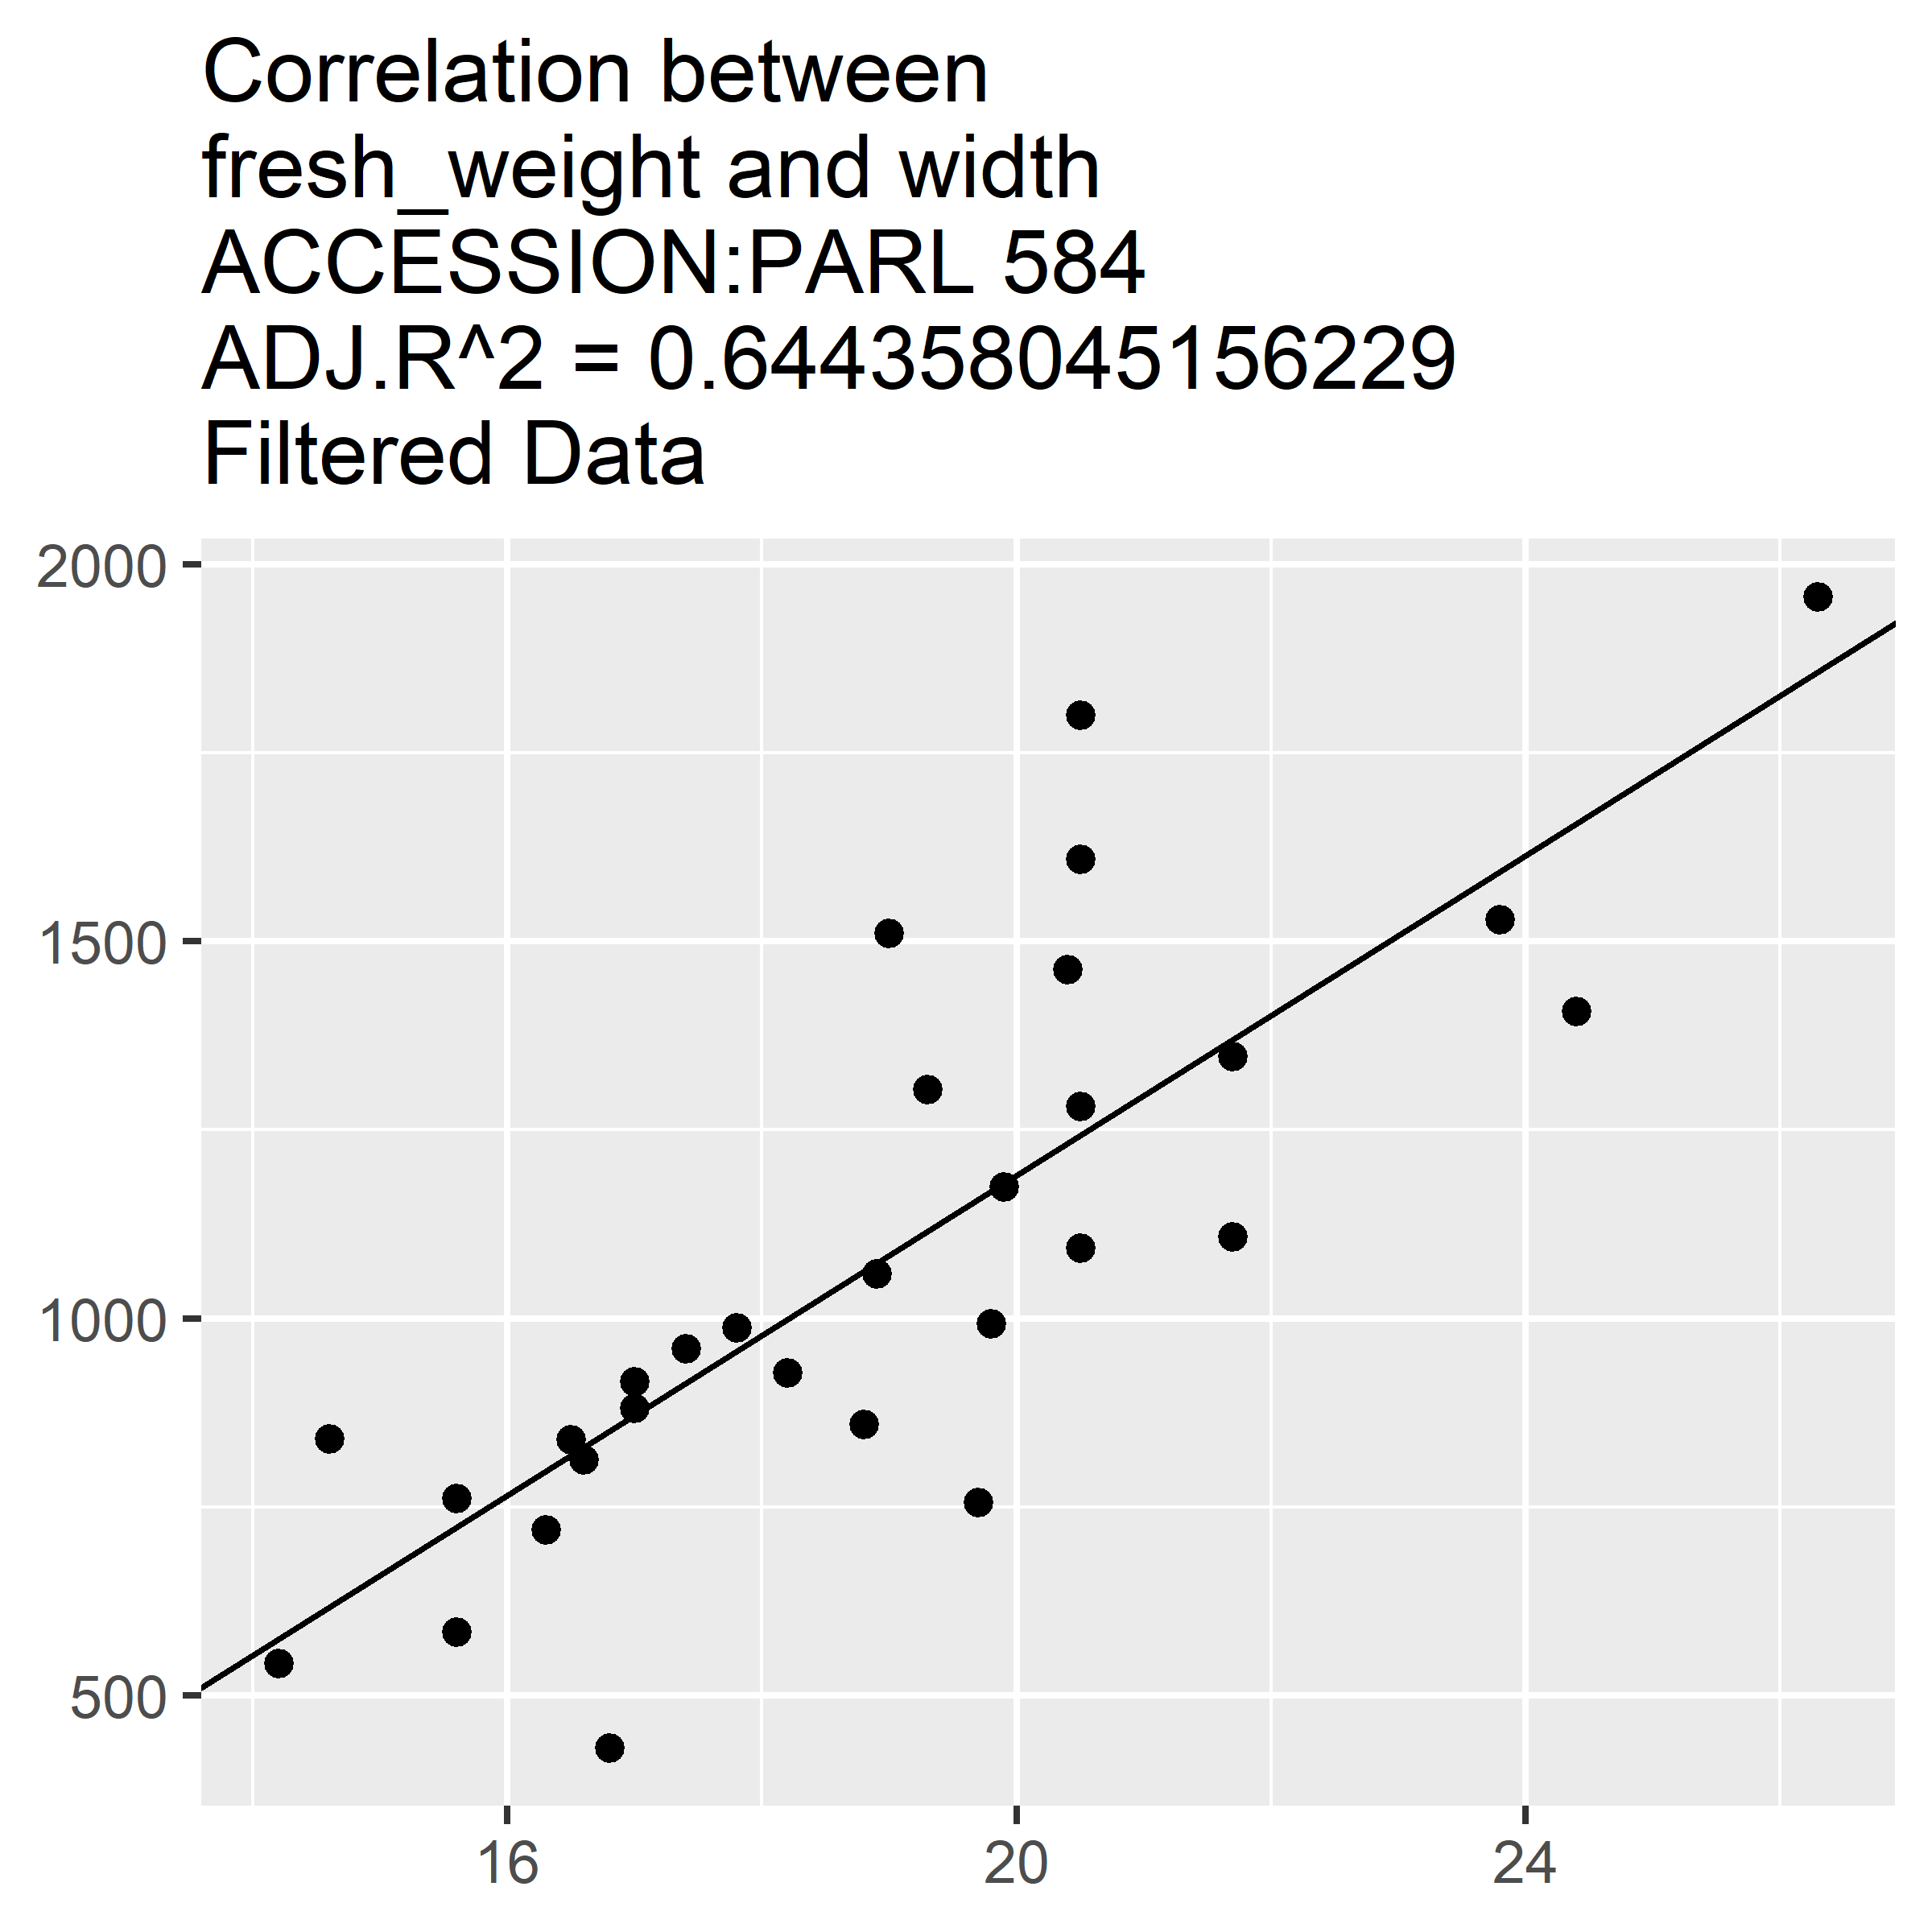 Correlation between
fresh_weight and width
ACCESSION:PARL 584
ADJ.R^2 = 0.644358045156229
Filtered Data
2000
1500
1000
500
16 20 24